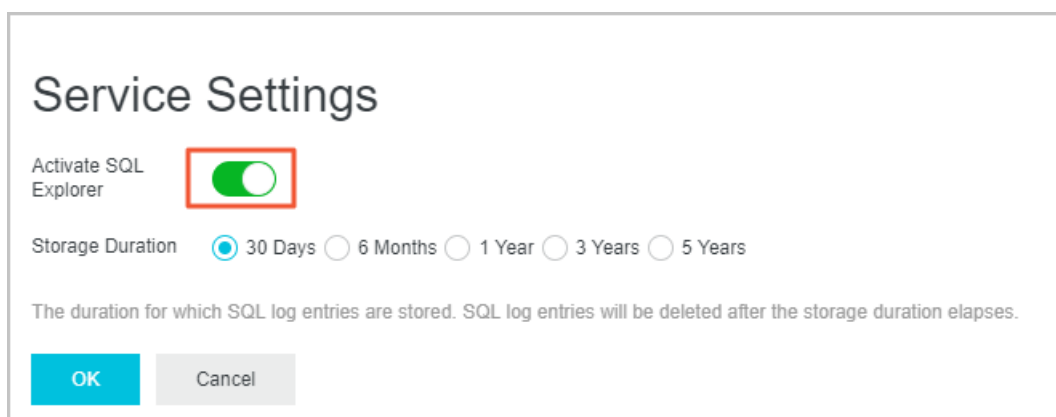 Service Settings
Activate SQL
Explorer
Storage Duration 30 Days 6 Months 1 Year 3 Years 5 Years
The duration for which SQL log entries are stored. SQL log entries will be deleted after the storage duration elapses.
OK Cancel